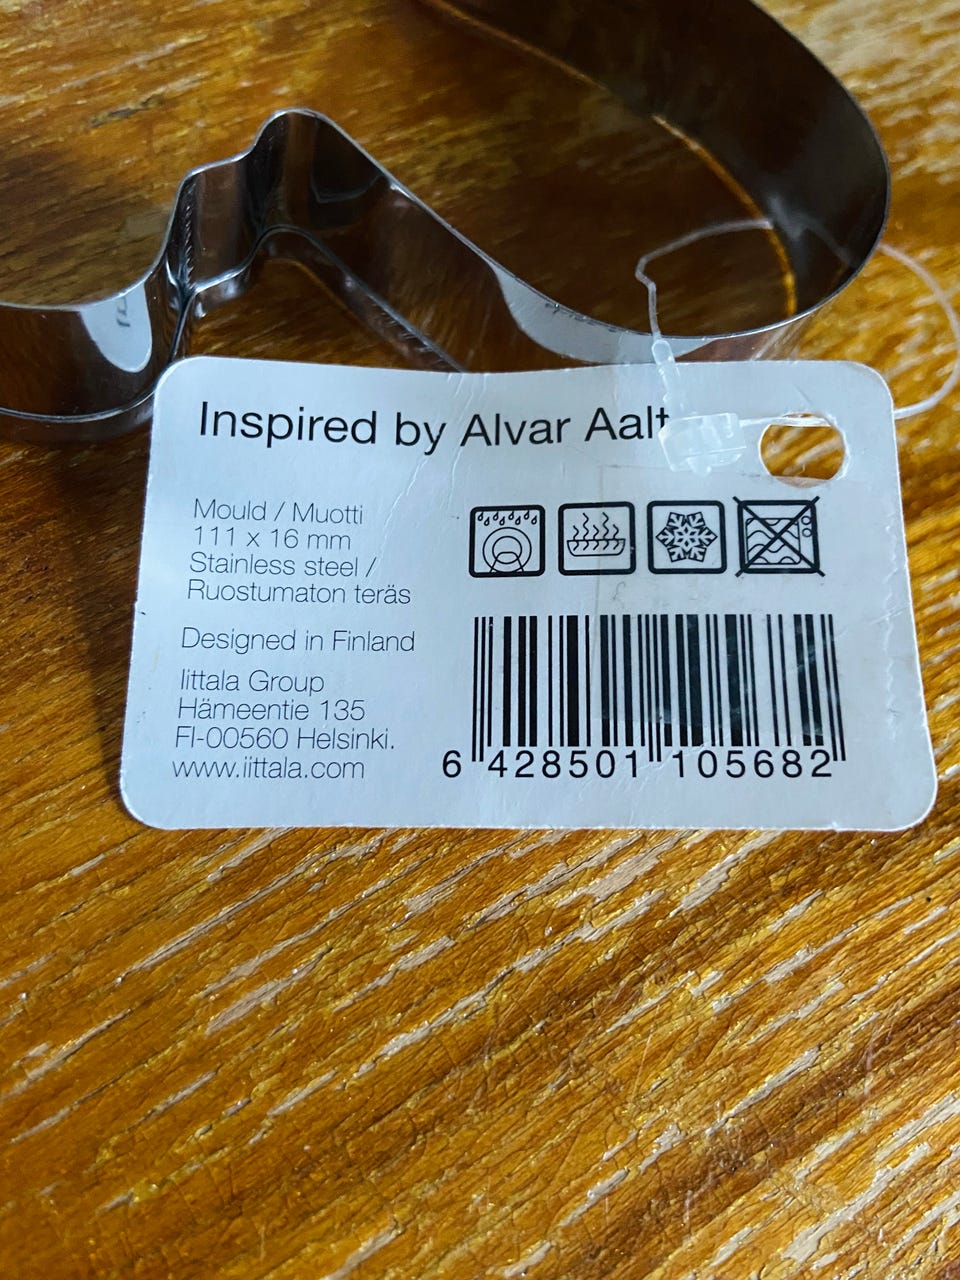 Inspired by Alvar Aalt
Mould / Muotti
111 x 16 mm
Stainless steel /
Ruostumaton teräs
Designed in Finland
Iittala Group
Hämeentie 135
FI-00560 Helsinki.
www.iittala.com
6 428501 105682